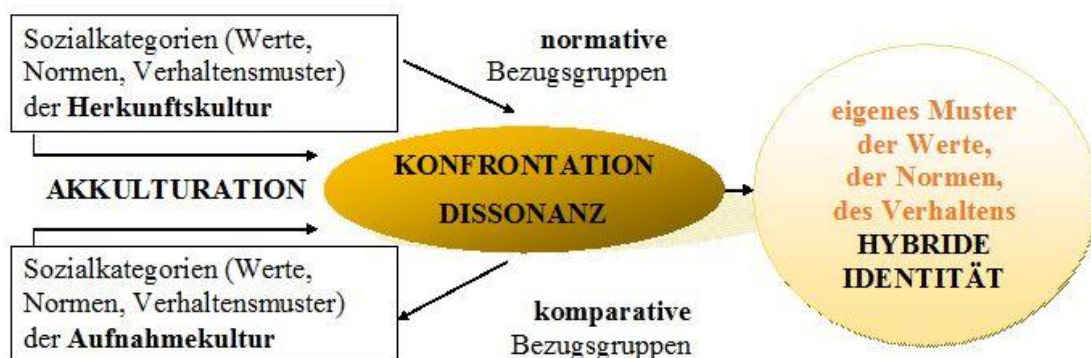 Sozialkategorien (Werte,
Normen, Verhaltensmuster)
der Herkunftskultur
normative
Bezugsgruppen
AKKULTURATION
KONFRONTATION
DISSONANZ
Sozialkategorien (Werte,
Normen, Verhaltensmuster)
der Aufnahmekultur
komparative
Bezugsgruppen
eigenes Muster
der Werte,
der Normen,
des Verhaltens
HYBRIDE
IDENTITÄT